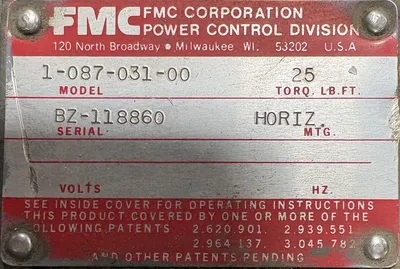 FMC FMC CORPORATION
POWER CONTROL DIVISION
120 North Broadway • Milwaukee WI. 53202 U.S.A
1-087-031-00 25
MODEL TORQ. LB.FT.
BZ-118860 HORIZ.
SERIAL MTG.
VOLTS HZ.
SEE INSIDE COVER FOR OPERATING INSTRUCTIONS
THIS PRODUCT COVERED BY ONE OR MORE OF THE
FOLLOWING PATENTS 2.620.901. 2.939.551
2.964.137. 3.045.782
AND OTHER PATENTS PENDING